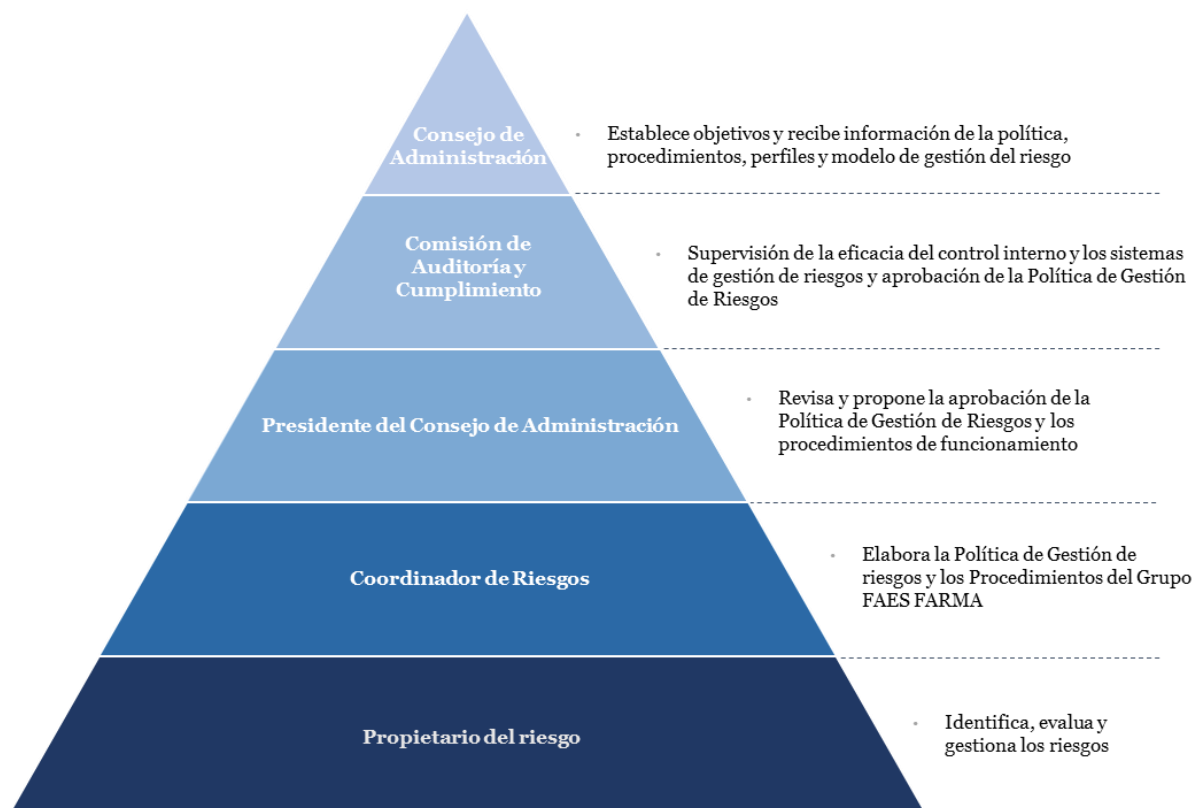 Consejo de
Administración
• Establece objetivos y recibe información de la política,
procedimientos, perfiles y modelo de gestión del riesgo
Comisión de
Auditoría y
Cumplimiento
• Supervisión de la eficacia del control interno y los sistemas
de gestión de riesgos y aprobación de la Política de Gestión
de Riesgos
Presidente del Consejo de Administración
• Revisa y propone la aprobación de la
Política de Gestión de Riesgos y los
procedimientos de funcionamiento
Coordinador de Riesgos
• Elabora la Política de Gestión de
riesgos y los Procedimientos del Grupo
FAES FARMA
Propietario del riesgo
• Identifica, evalua y
gestiona los riesgos